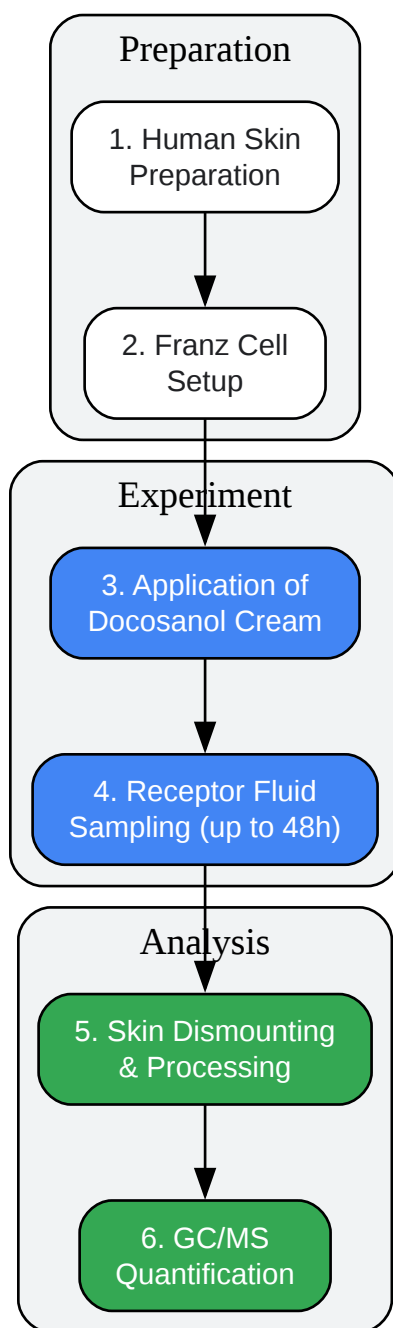 Preparation
1. Human Skin
Preparation
2. Franz Cell
Setup
Experiment
3. Application of
Docosanol Cream
4. Receptor Fluid
Sampling (up to 48h)
Analysis
5. Skin Dismounting
& Processing
6. GC/MS
Quantification